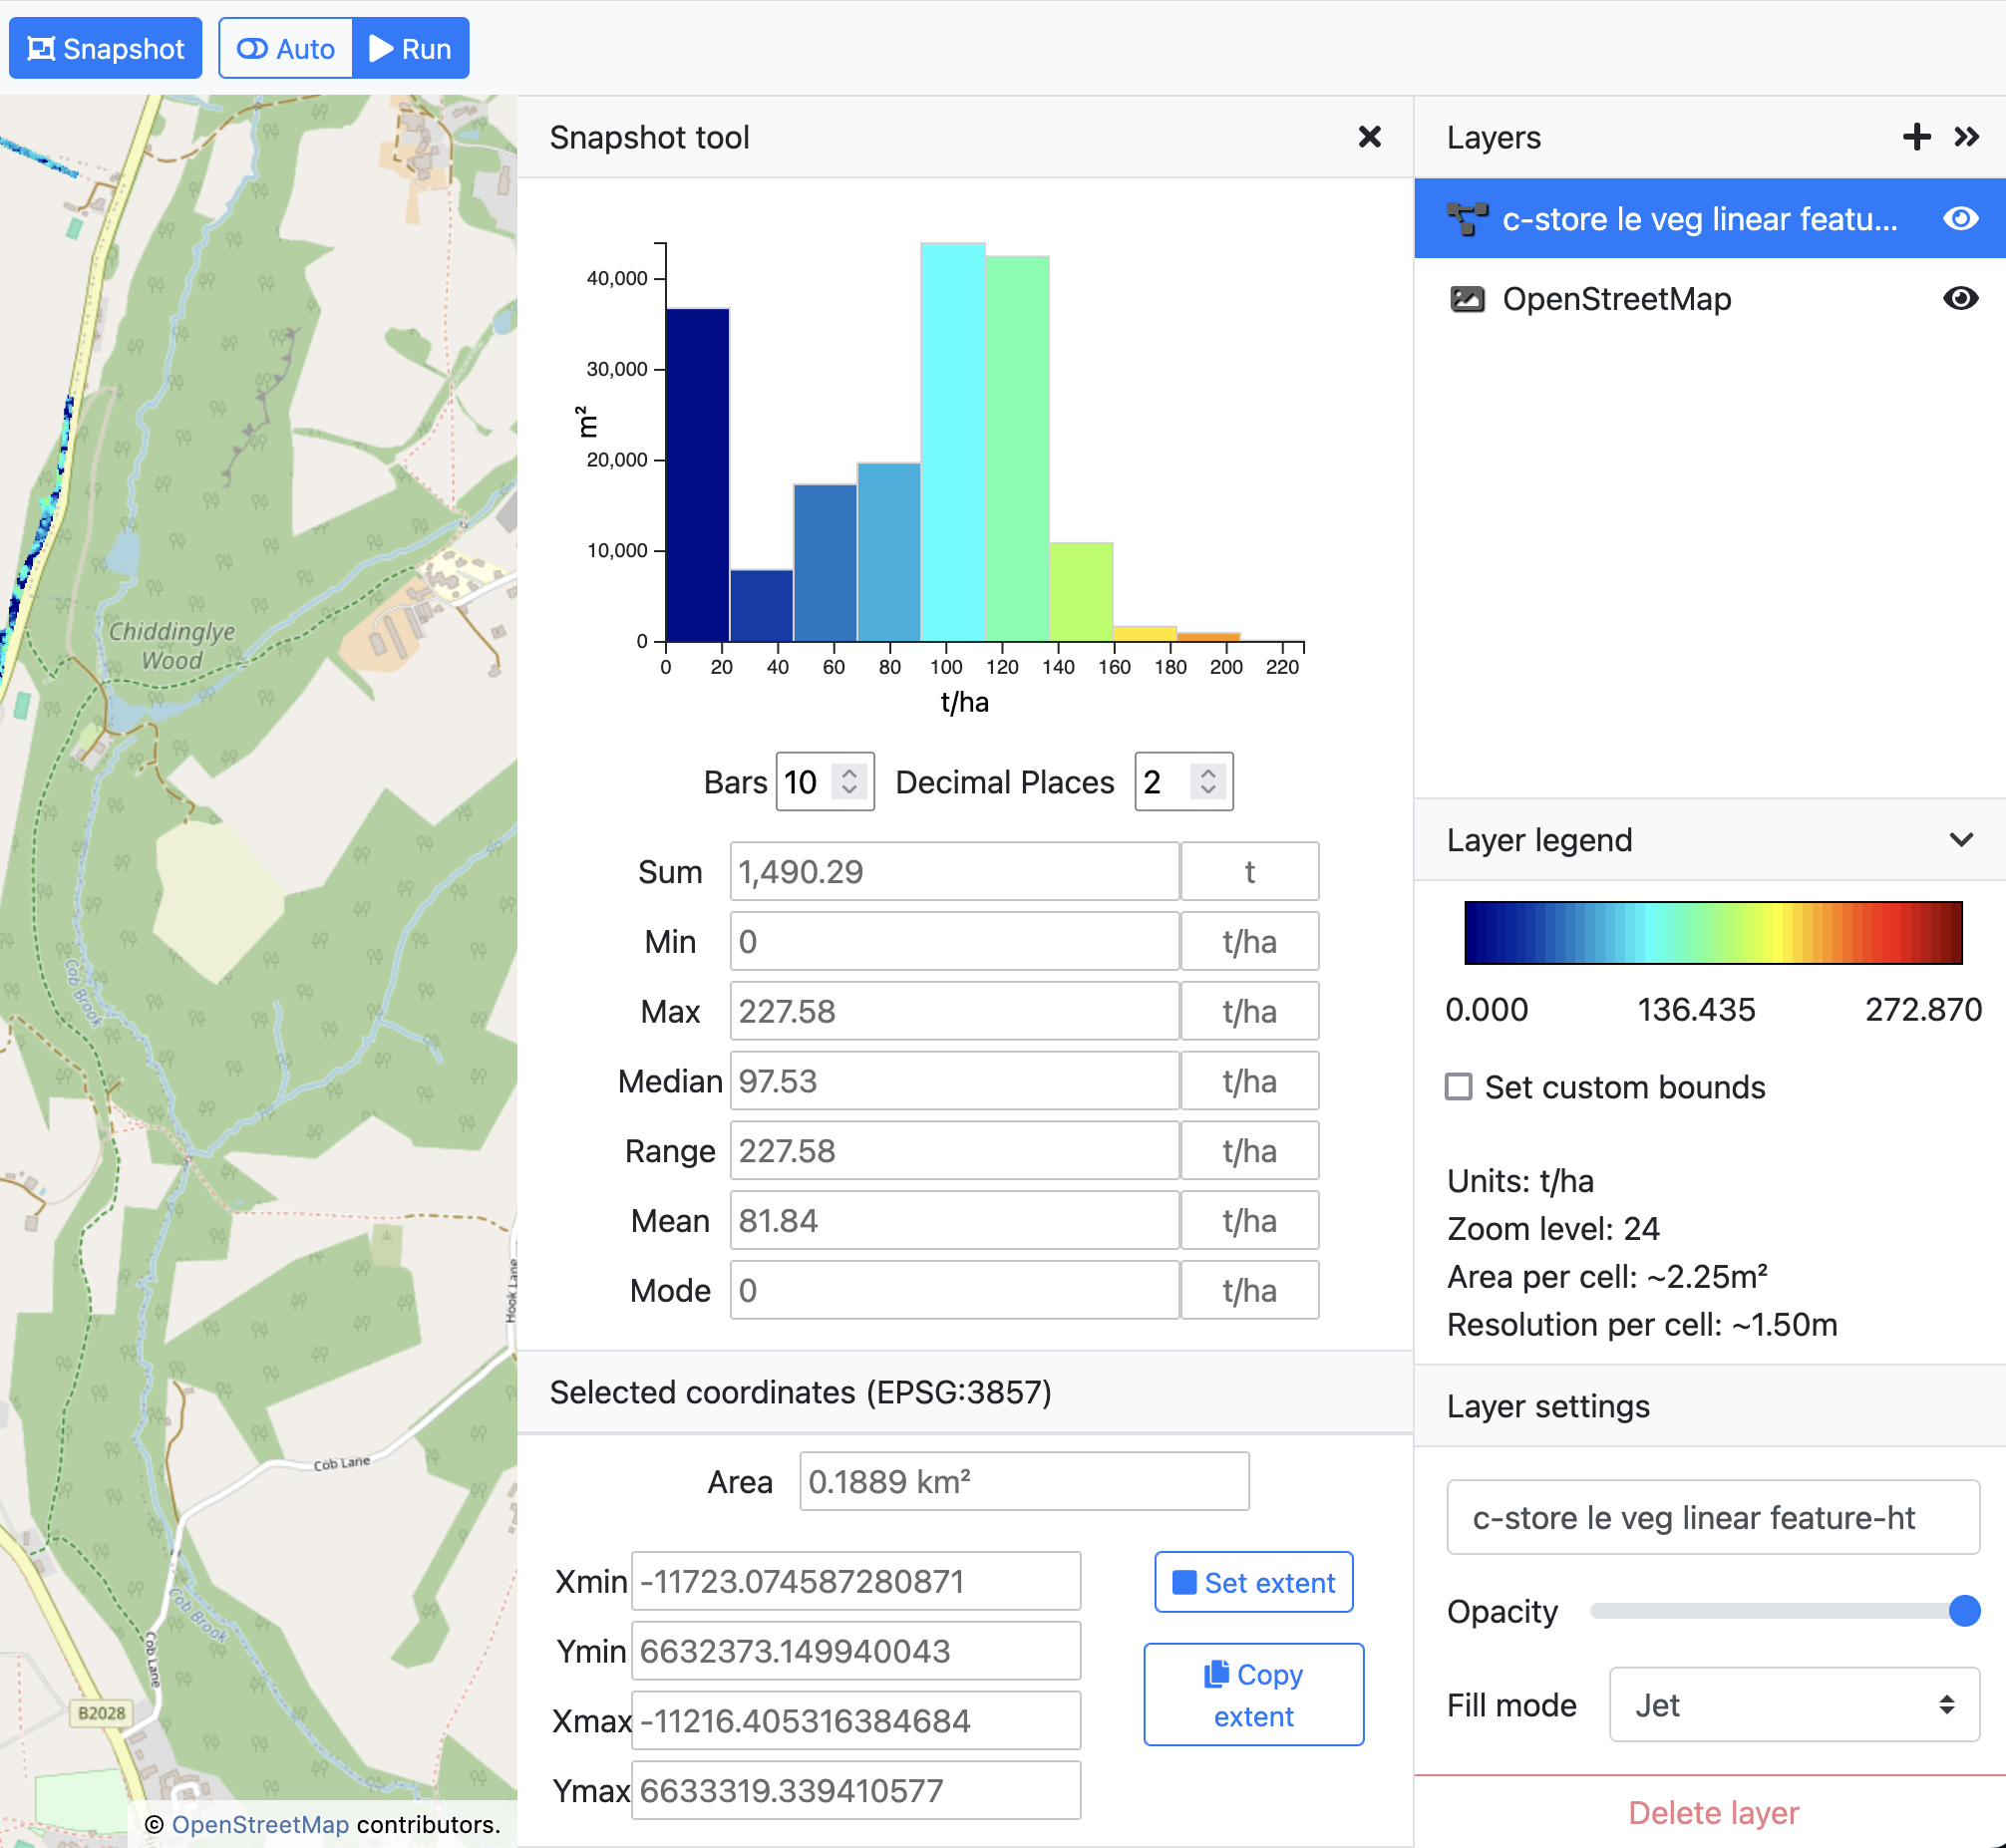 Snapshot Auto Run
Chiddinglye
Wood
Cob Brook
Hook Lane
Cob Lane
Cob Brook
Cob Lane
B2028
© OpenStreetMap contributors.
Snapshot tool
40,000
30,000
20,000
10,000
0
m²
0 20 40 60 80 100 120 140 160 180 200 220
t/ha
Bars 10 Decimal Places 2
Sum 1,490.29 t
Min 0 t/ha
Max 227.58 t/ha
Median 97.53 t/ha
Range 227.58 t/ha
Mean 81.84 t/ha
Mode 0 t/ha
Selected coordinates (EPSG:3857)
Area 0.1889 km²
Xmin -11723.074587280871
Ymin 6632373.149940043
Xmax -11216.405316384684
Ymax 6633319.339410577
Set extent
Copy
extent
Layers
c-store le veg linear featu...
OpenStreetMap
Layer legend
0.000 136.435 272.870
Set custom bounds
Units: t/ha
Zoom level: 24
Area per cell: ~2.25m²
Resolution per cell: ~1.50m
Layer settings
c-store le veg linear feature-ht
Opacity
Fill mode Jet
Delete layer